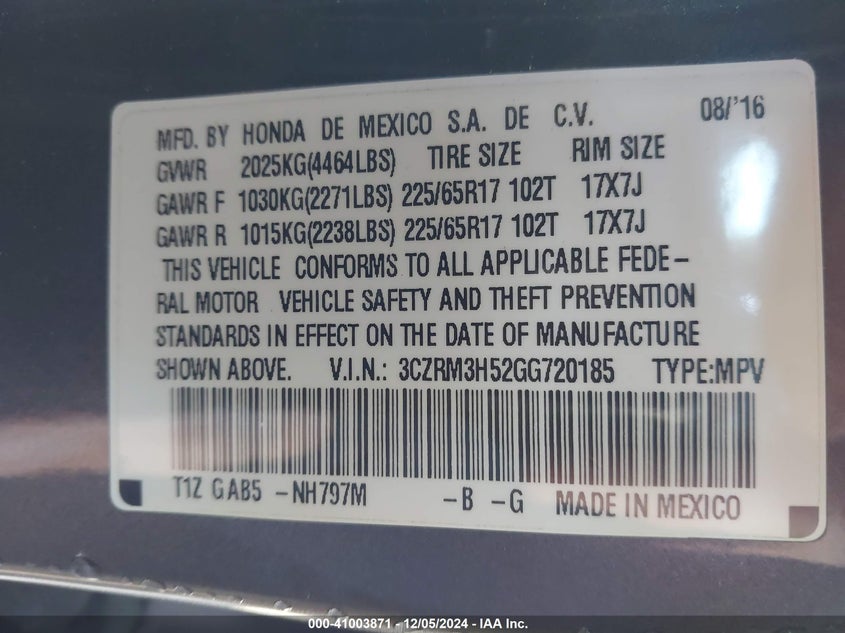 MFD. BY HONDA DE MEXICO S.A. DE C.V. 08/'16
GVWR 2025KG(4464LBS) TIRE SIZE RIM SIZE
GAWR F 1030KG(2271LBS) 225/65R17 102T 17X7J
GAWR R 1015KG(2238LBS) 225/65R17 102T 17X7J
THIS VEHICLE CONFORMS TO ALL APPLICABLE FEDE-
RAL MOTOR VEHICLE SAFETY AND THEFT PREVENTION
STANDARDS IN EFFECT ON THE DATE OF MANUFACTURE
SHOWN ABOVE. V.I.N.: 3CZRM3H52GG720185 TYPE:MPV
T1Z GAB5 -NH797M -B -G MADE IN MEXICO
000-41003871 - 12/05/2024 - IAA Inc.